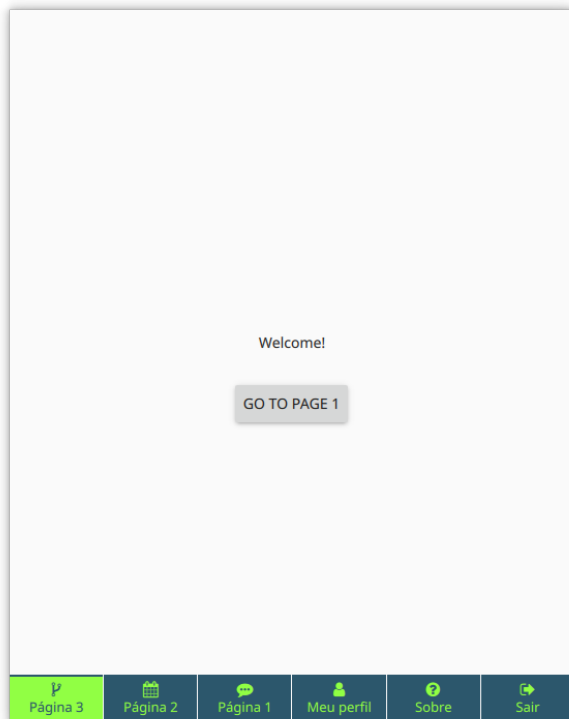 Welcome!
GO TO PAGE 1
Página 3
Página 2
Página 1
Meu perfil
Sobre
Sair